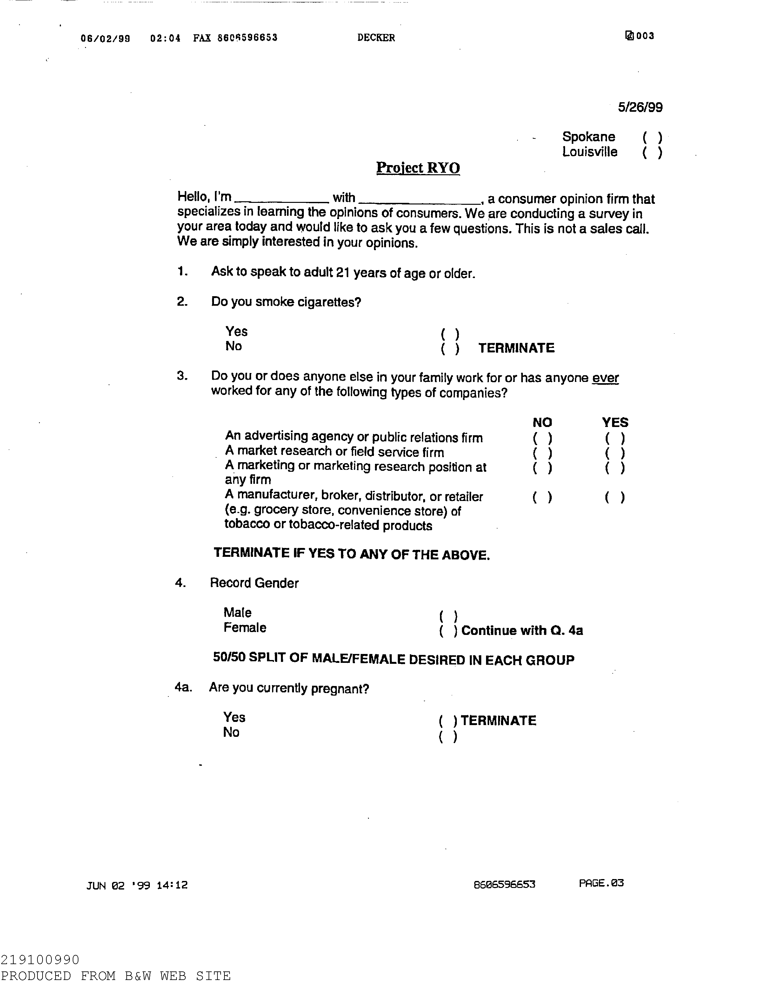 06/02/99 02:04 FAX 8606596653 DECKER 003
5/26/99
Spokane ( )
Louisville ( )
Project RYO
Hello, I'm ______________ with __________________, a consumer opinion firm that
specializes in learning the opinions of consumers. We are conducting a survey in
your area today and would like to ask you a few questions. This is not a sales call.
We are simply interested in your opinions.
1. Ask to speak to adult 21 years of age or older.
2. Do you smoke cigarettes?
Yes ( )
No ( ) TERMINATE
3. Do you or does anyone else in your family work for or has anyone ever
worked for any of the following types of companies?
NO YES
An advertising agency or public relations firm ( ) ( )
A market research or field service firm ( ) ( )
A marketing or marketing research position at ( ) ( )
any firm
A manufacturer, broker, distributor, or retailer ( ) ( )
(e.g. grocery store, convenience store) of
tobacco or tobacco-related products
TERMINATE IF YES TO ANY OF THE ABOVE.
4. Record Gender
Male ( )
Female ( ) Continue with Q. 4a
50/50 SPLIT OF MALE/FEMALE DESIRED IN EACH GROUP
4a. Are you currently pregnant?
Yes ( ) TERMINATE
No ( )
JUN 02 '99 14:12 8606596653 PAGE.03
219100990
PRODUCED FROM B&W WEB SITE